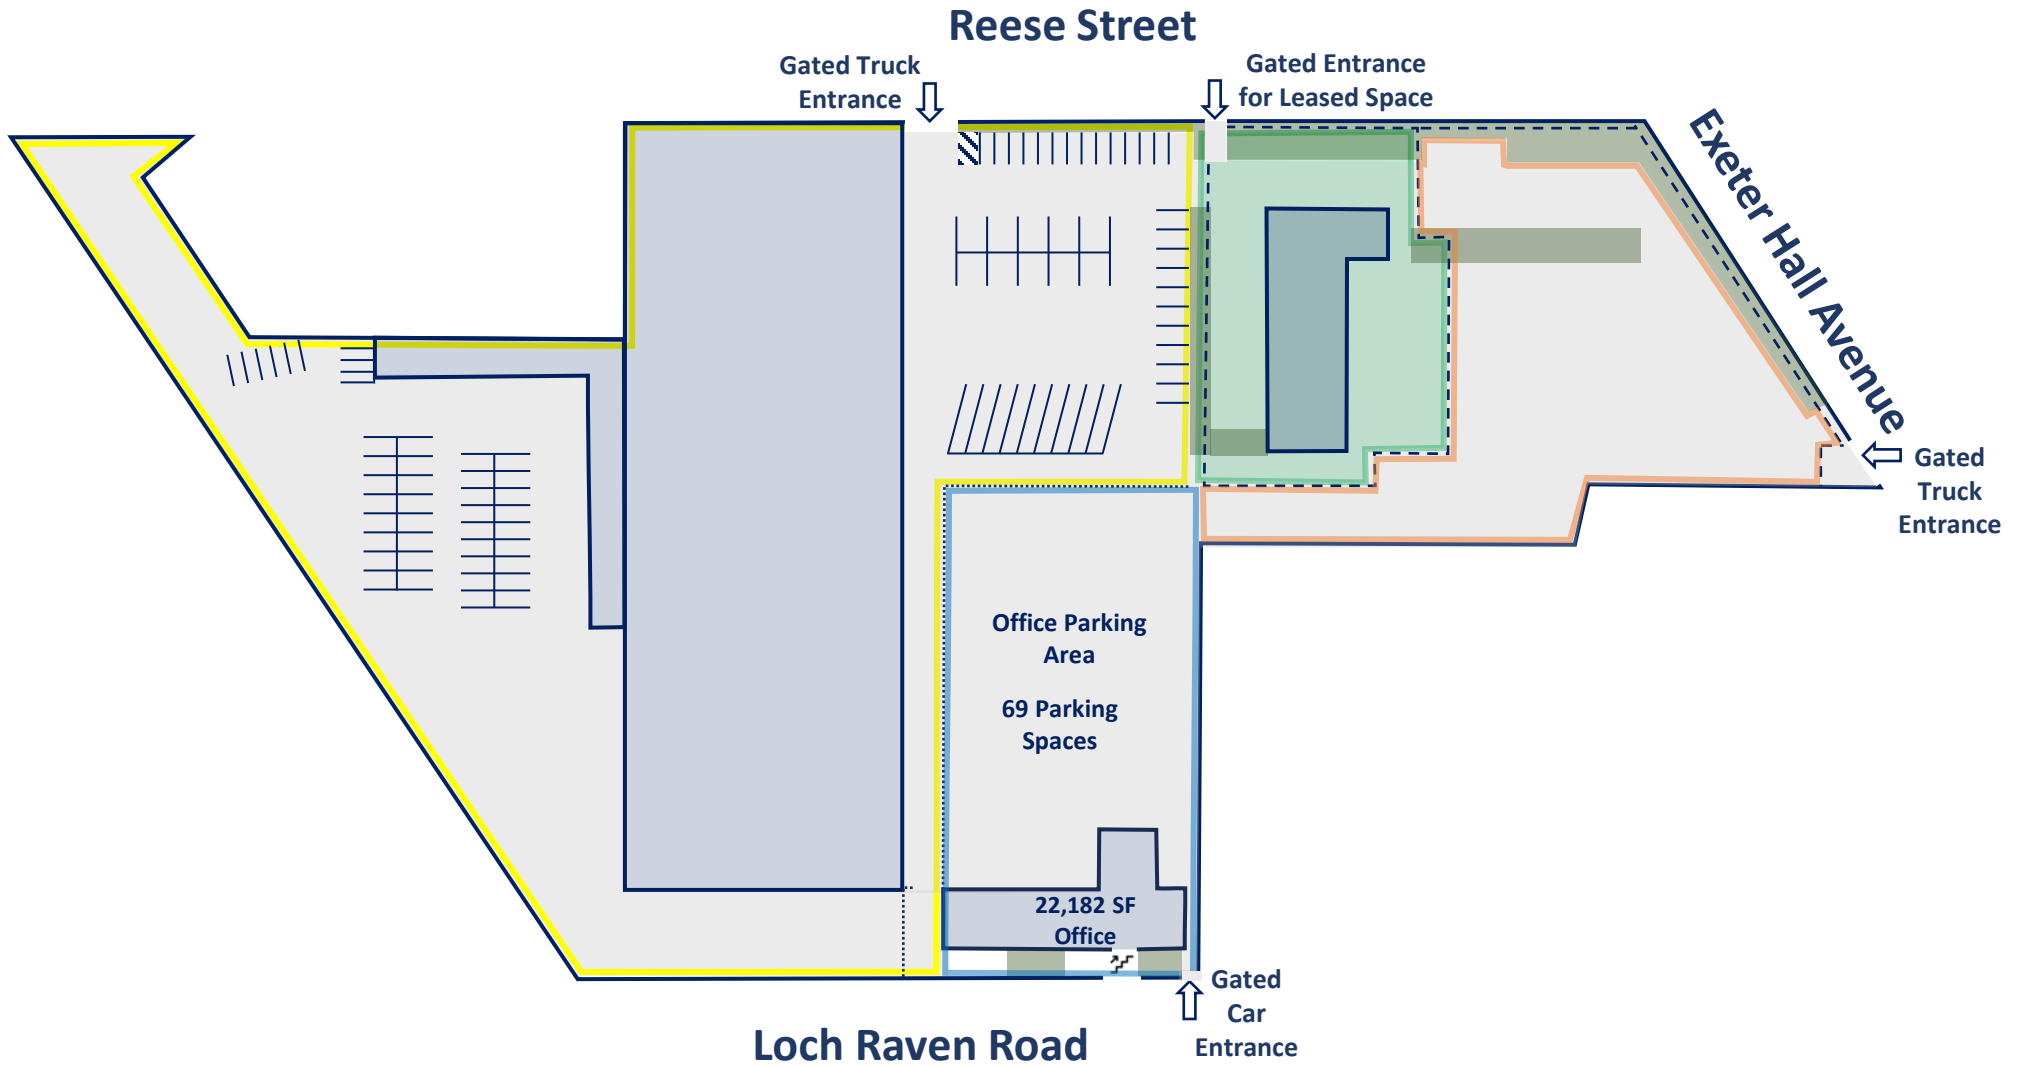 Reese Street
Gated Truck
Entrance
Gated Entrance
for Leased Space
Exeter Hall Avenue
Gated
Truck
Entrance
Office Parking
Area
69 Parking
Spaces
22,182 SF
Office
Gated
Car
Entrance
Loch Raven Road